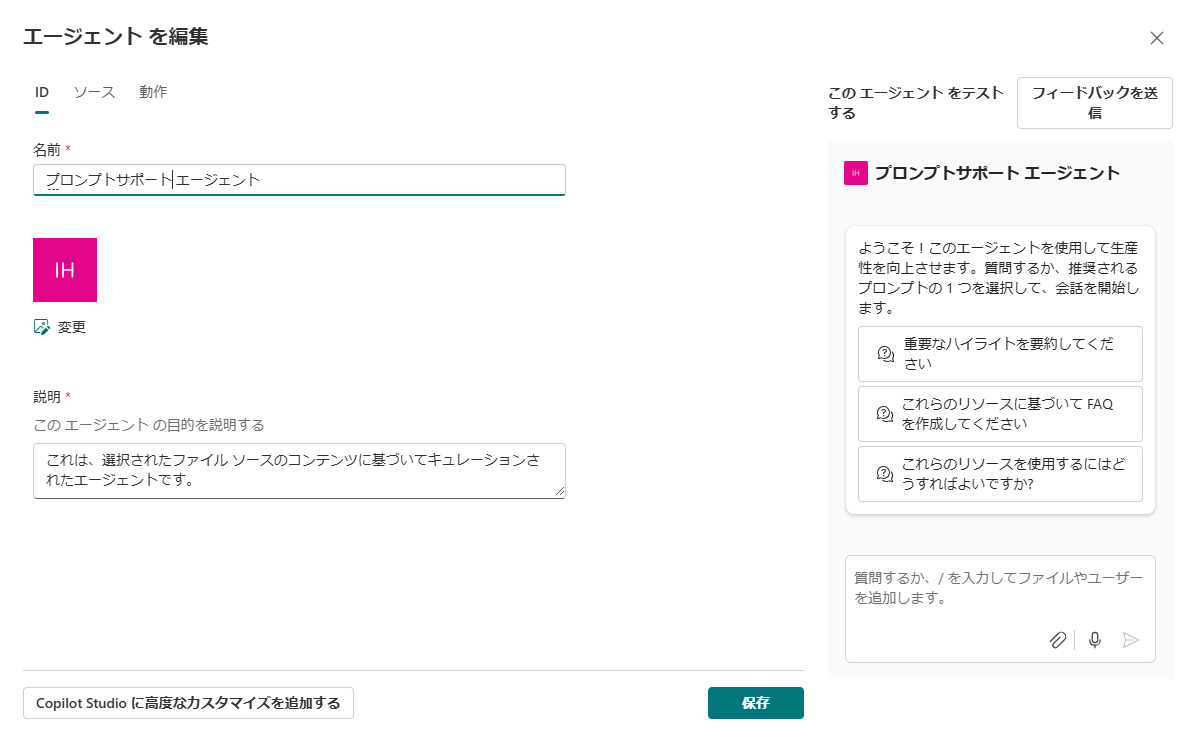 エージェント を編集
ID
ソース
動作
名前 *
プロンプトサポート エージェント
IH
変更
説明 *
この エージェント の目的を説明する
これは、選択されたファイル ソースのコンテンツに基づいてキュレーションさ
れたエージェントです。
Copilot Studio に高度なカスタマイズを追加する
保存
この エージェント をテスト
する
フィードバックを送
信
IH
プロンプトサポート エージェント
ようこそ！このエージェントを使用して生産
性を向上させます。質問するか、推奨される
プロンプトの 1 つを選択して、会話を開始し
ます。
重要なハイライトを要約してくだ
さい
これらのリソースに基づいて FAQ
を作成してください
これらのリソースを使用するにはど
うすればよいですか?
質問するか、/ を入力してファイルやユーザー
を追加します。